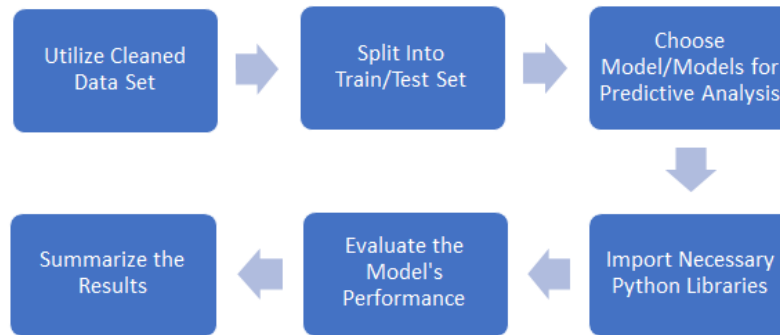 Utilize Cleaned
Data Set
Split Into
Train/Test Set
Choose
Model/Models for
Predictive Analysis
Import Necessary
Python Libraries
Evaluate the
Model's
Performance
Summarize the
Results